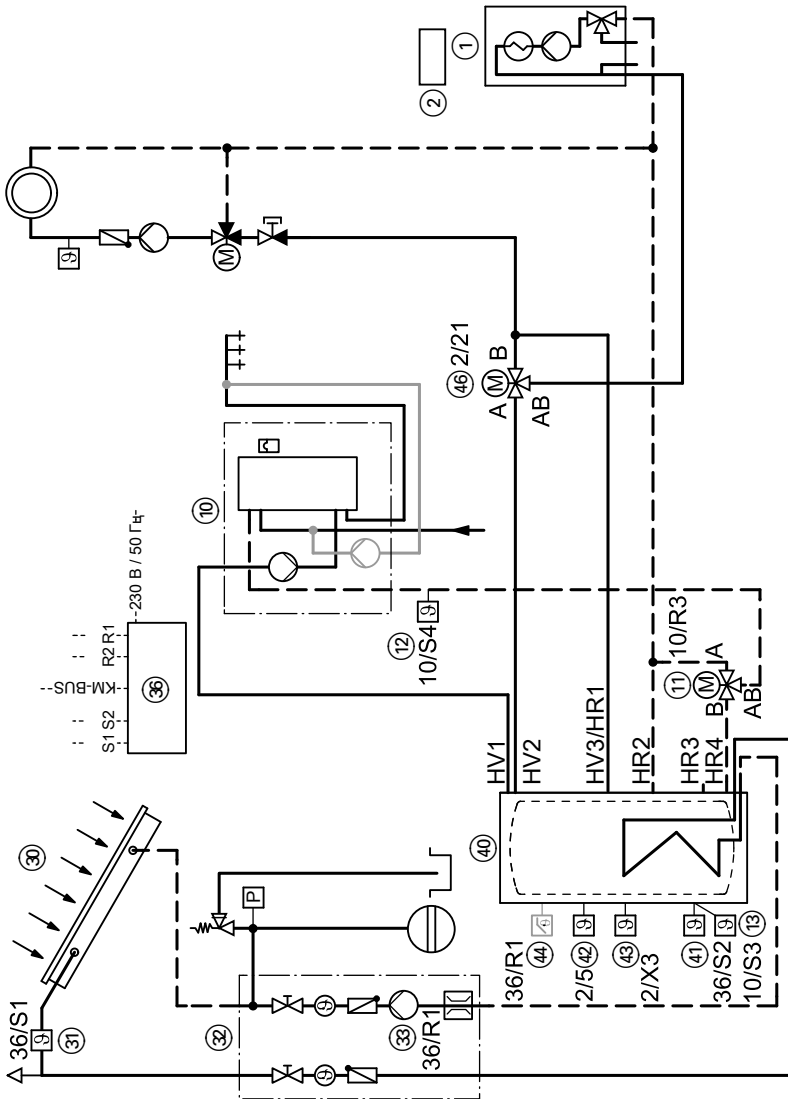 1
2
M
2/21
46
M
B
A
AB
10
-230 В / 50 Гц-
R1
R2
KM-BUS
S2
S1
36
12
10/S4
10/R3
A
11
M
B
AB
HV1
HV2
HV3/HR1
HR2
HR3
HR4
40
30
P
36/S1
31
32
33
36/R1
36/R1
44
2/5
42
43
2/X3
41
36/S2
13
10/S3